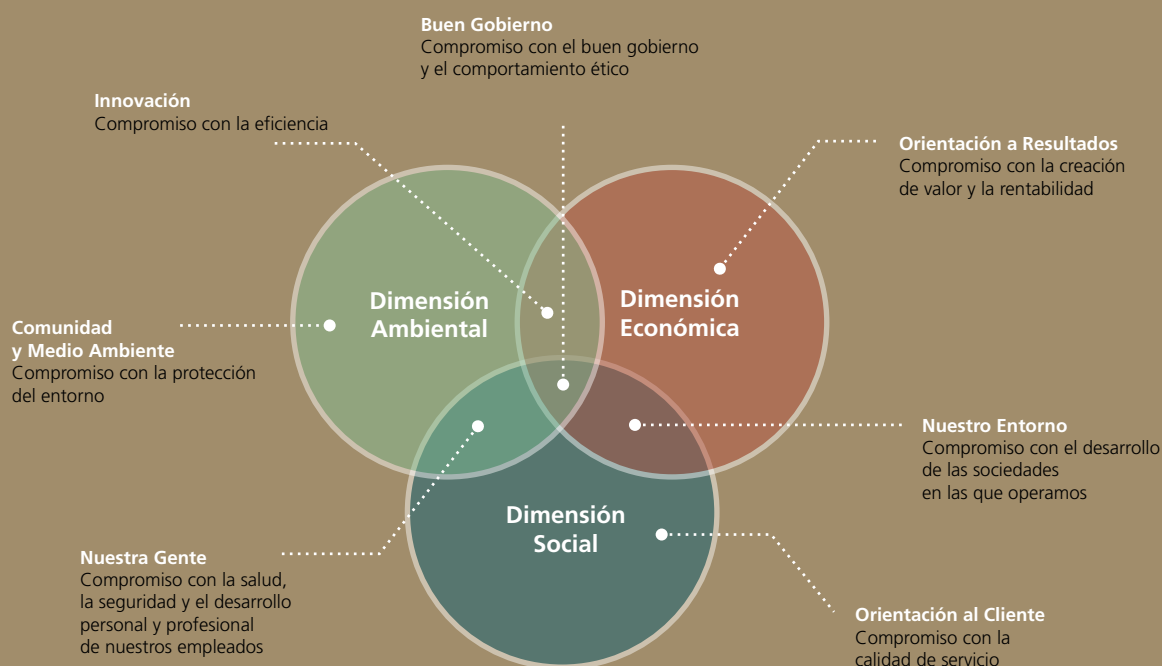 Buen Gobierno
Compromiso con el buen gobierno
y el comportamiento ético
Innovación
Compromiso con la eficiencia
Orientación a Resultados
Compromiso con la creación
de valor y la rentabilidad
Dimensión
Ambiental
Dimensión
Económica
Comunidad
y Medio Ambiente
Compromiso con la protección
del entorno
Nuestro Entorno
Compromiso con el desarrollo
de las sociedades
en las que operamos
Dimensión
Social
Nuestra Gente
Compromiso con la salud,
la seguridad y el desarrollo
personal y profesional
de nuestros empleados
Orientación al Cliente
Compromiso con la
calidad de servicio